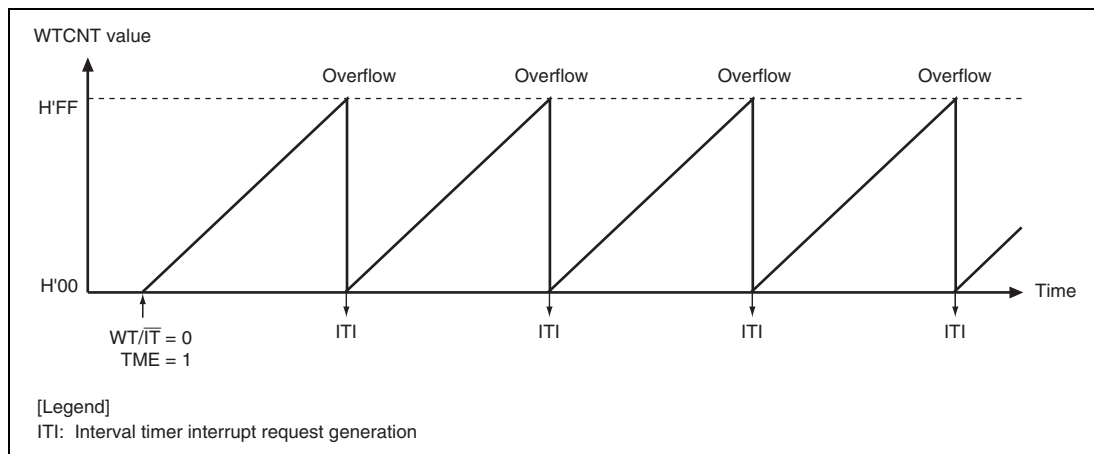 WTCNT value
Overflow Overflow Overflow Overflow
H'FF
H'00
Time
WT/I̅T̅ = 0
TME = 1
ITI ITI ITI ITI
[Legend]
ITI: Interval timer interrupt request generation